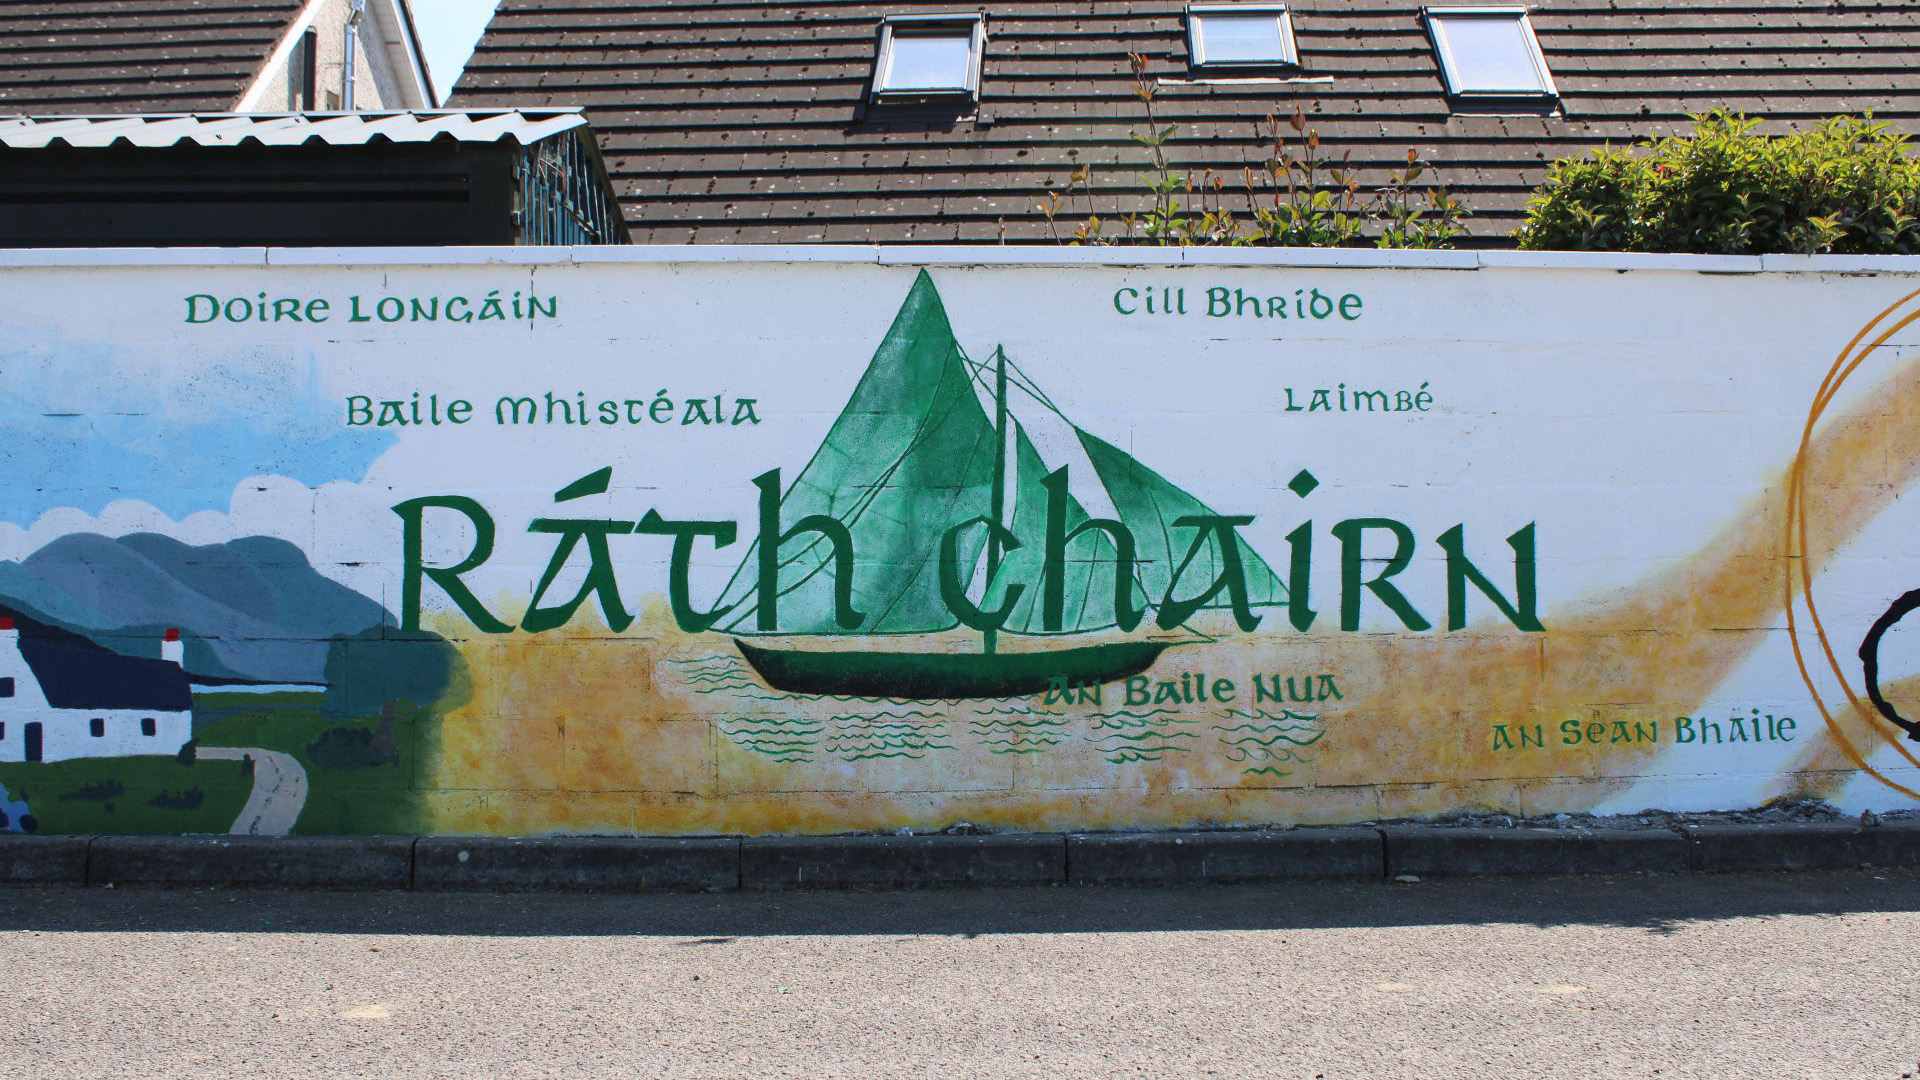 Doire Longáin
Cill Bhríde
Baile Mhistéala
Laimbé
Ráth Chairn
An Baile Nua
An Sean Bhaile